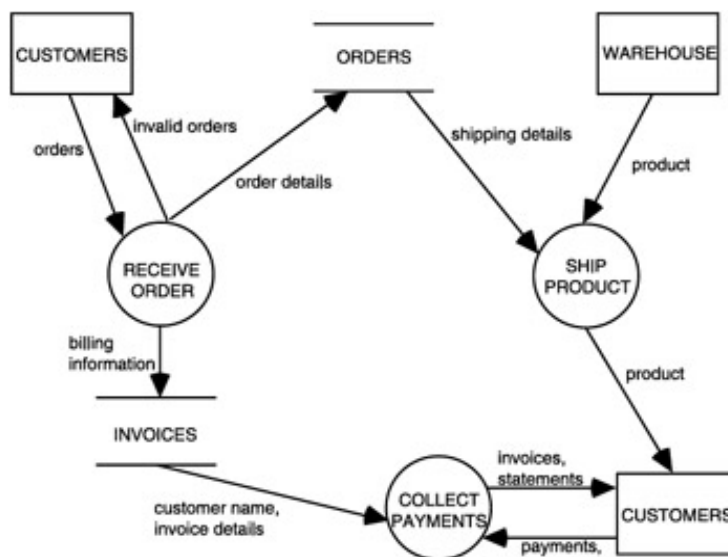 CUSTOMERS
ORDERS
WAREHOUSE
invalid orders
orders
shipping details
order details
product
RECEIVE
ORDER
SHIP
PRODUCT
billing
information
product
INVOICES
invoices,
statements
customer name,
invoice details
COLLECT
PAYMENTS
CUSTOMERS
payments,